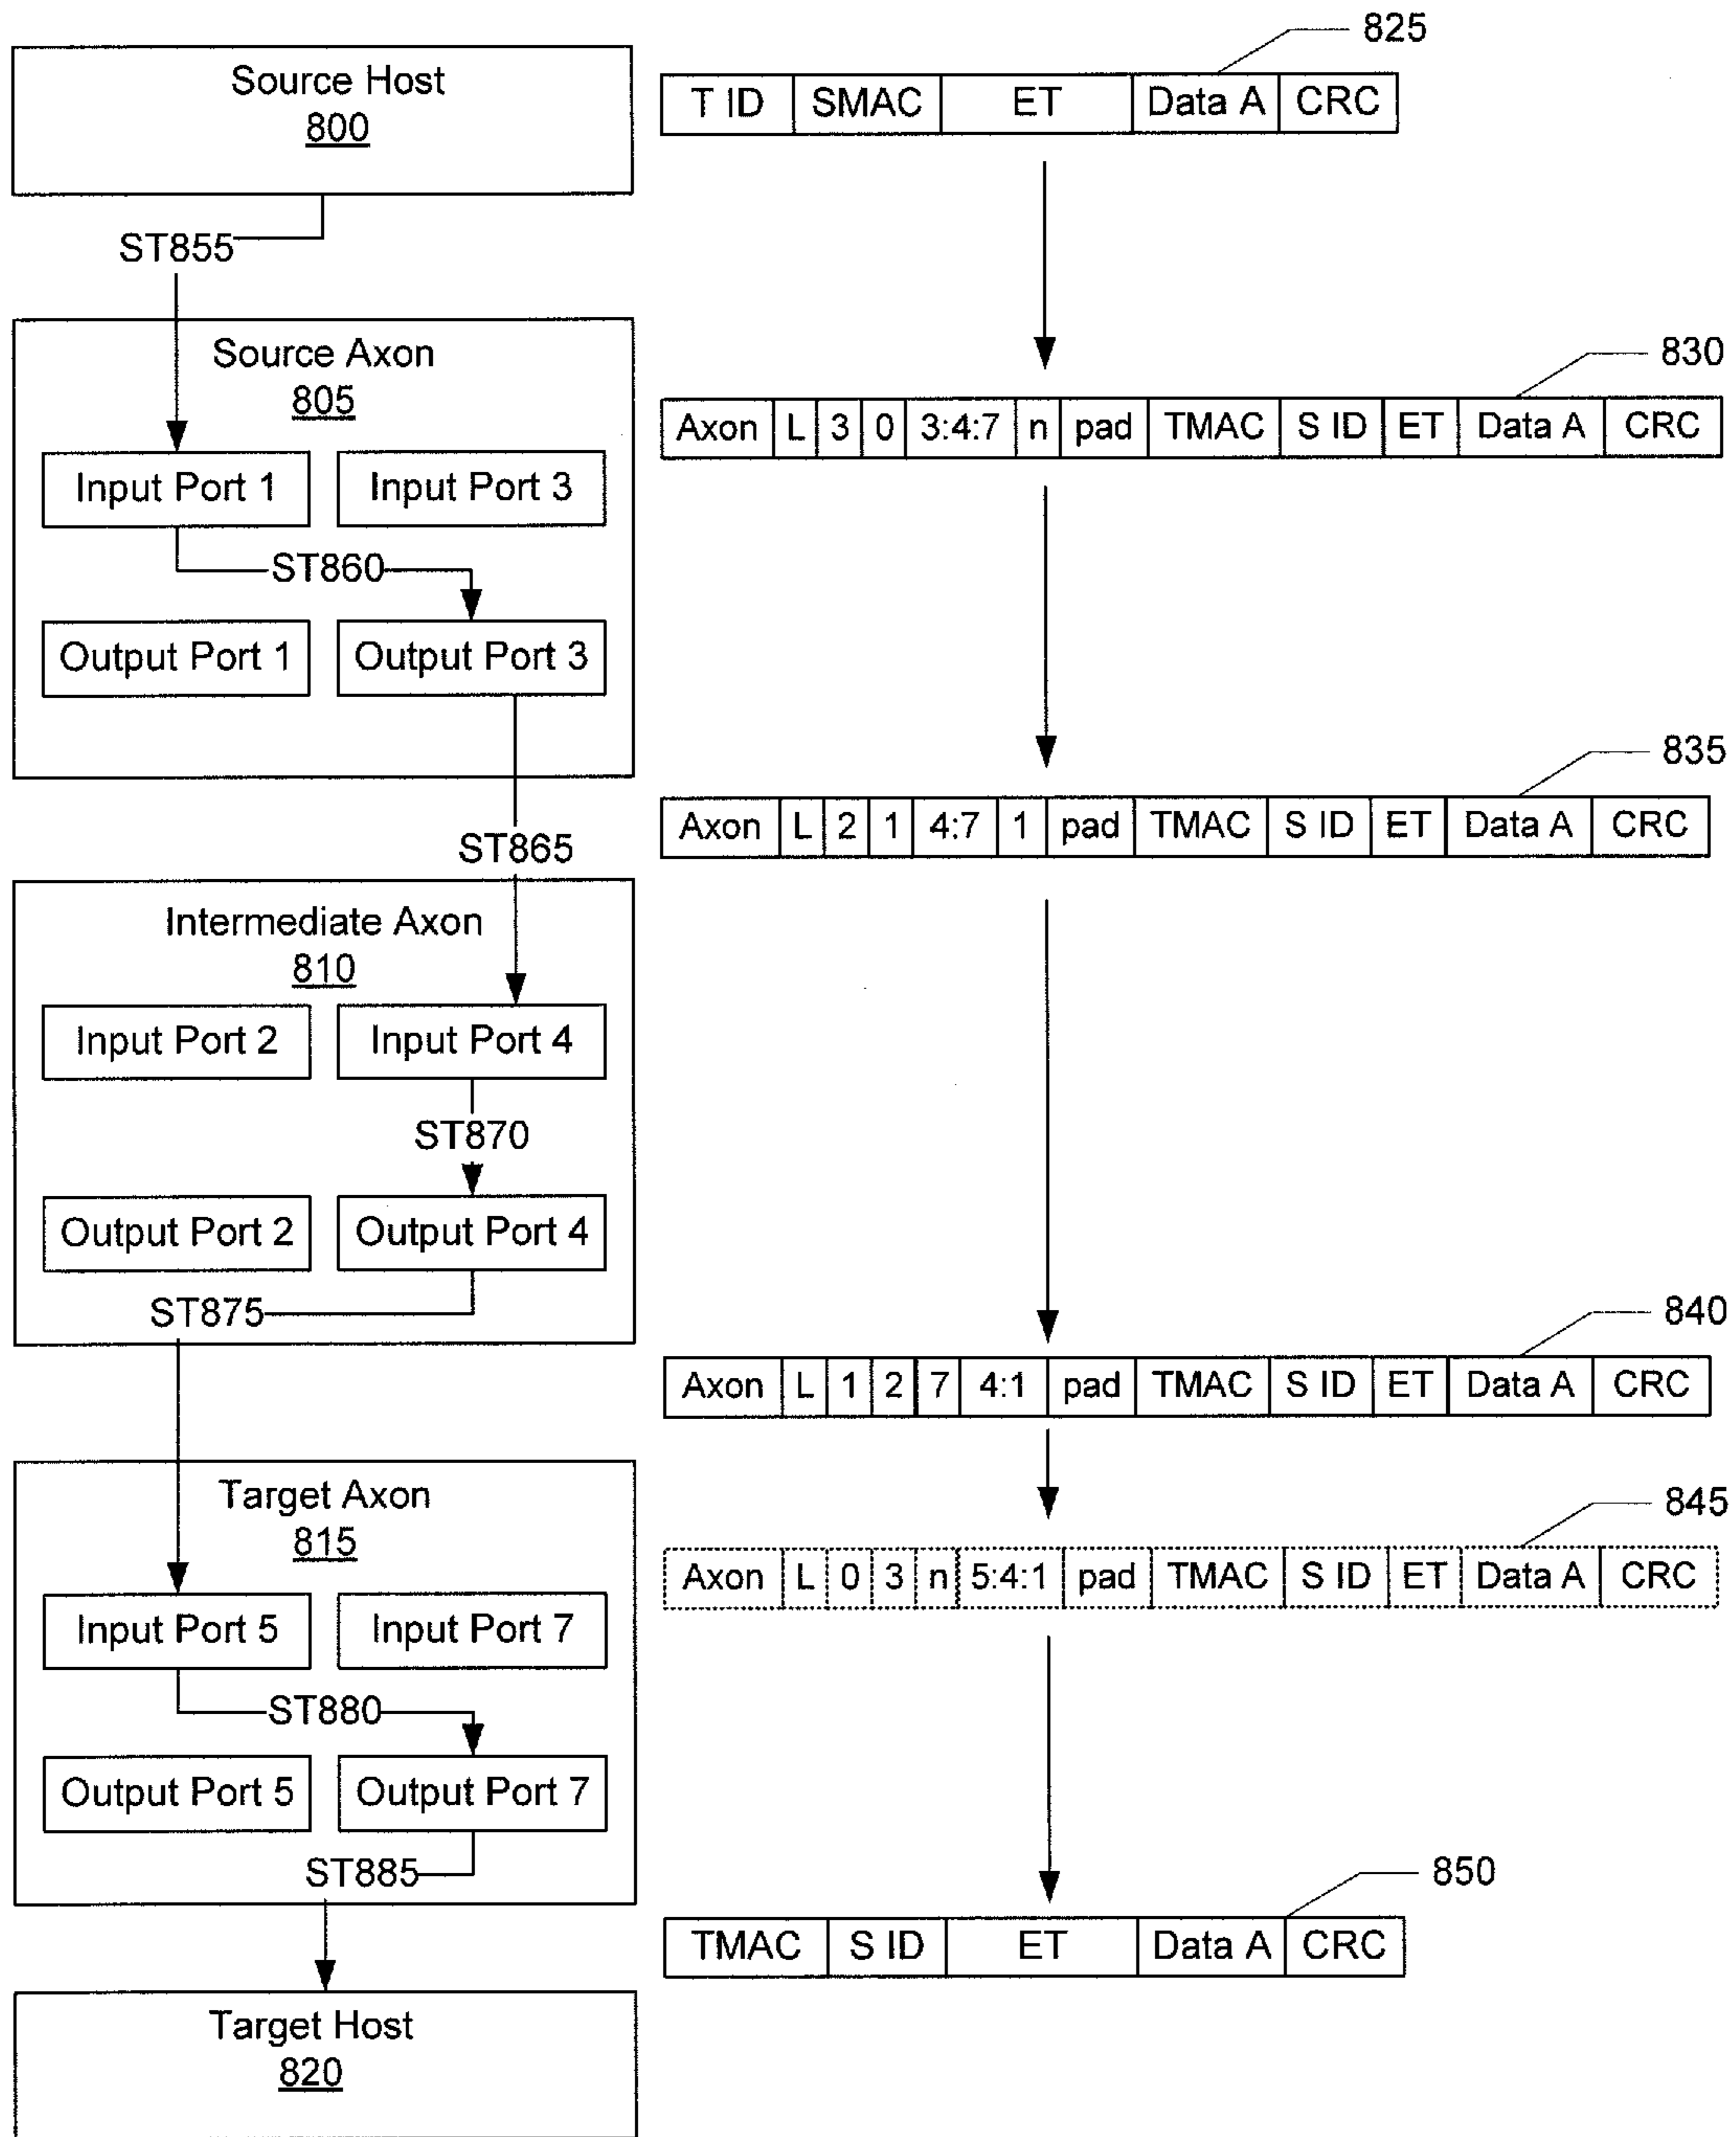 825
Source Host
800
T ID SMAC ET Data A CRC
ST855
Source Axon
805
830
Axon L 3 0 3:4:7 n pad TMAC S ID ET Data A CRC
Input Port 1 Input Port 3
ST860
Output Port 1 Output Port 3
835
Axon L 2 1 4:7 1 pad TMAC S ID ET Data A CRC
ST865
Intermediate Axon
810
Input Port 2 Input Port 4
ST870
Output Port 2 Output Port 4
ST875
840
Axon L 1 2 7 4:1 pad TMAC S ID ET Data A CRC
Target Axon
815
845
Axon L 0 3 n 5:4:1 pad TMAC S ID ET Data A CRC
Input Port 5 Input Port 7
ST880
Output Port 5 Output Port 7
ST885
850
TMAC S ID ET Data A CRC
Target Host
820